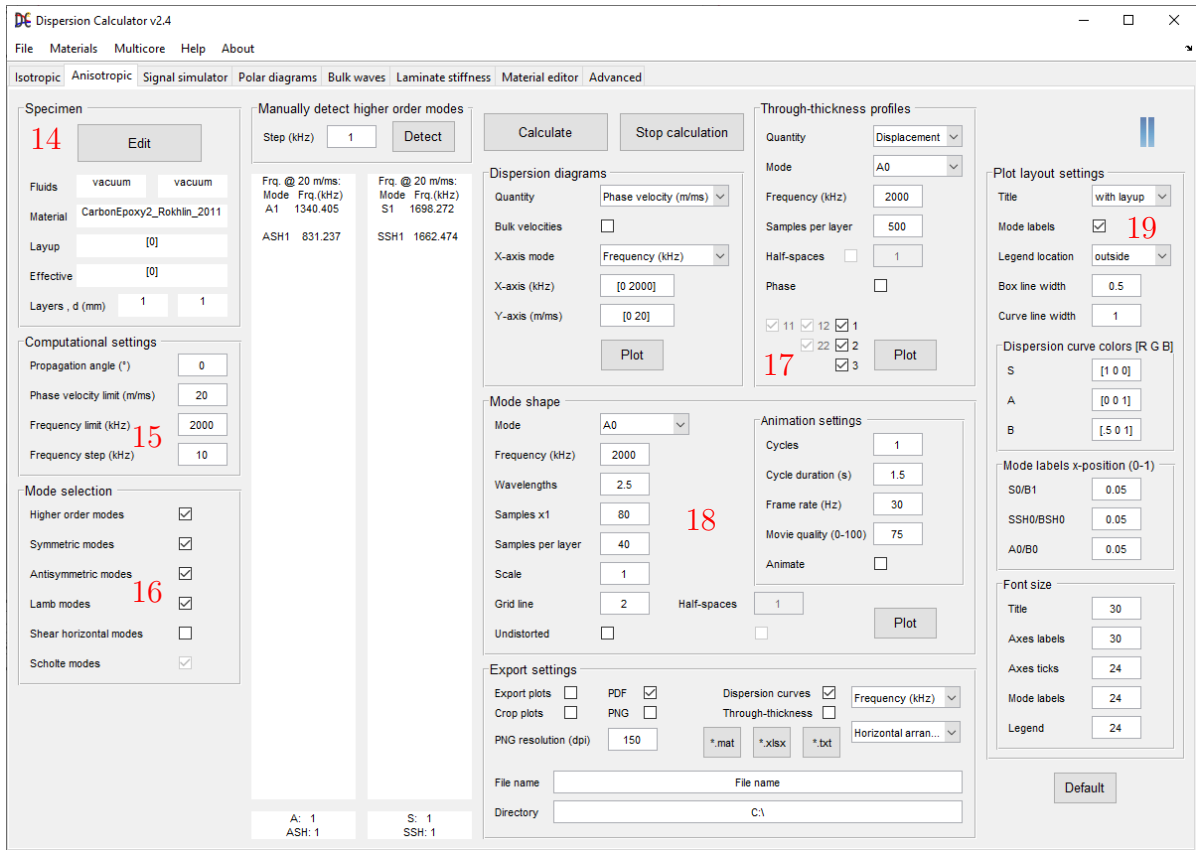 Dispersion Calculator v2.4
File Materials Multicore Help About
Isotropic Anisotropic Signal simulator Polar diagrams Bulk waves Laminate stiffness Material editor Advanced
Specimen
14 Edit
Fluids vacuum vacuum
Material CarbonEpoxy2_Rokhlin_2011
Layup [0]
Effective [0]
Layers , d (mm) 1 1
Computational settings
Propagation angle (°) 0
Phase velocity limit (m/ms) 20
Frequency limit (kHz) 2000
15
Frequency step (kHz) 10
Mode selection
Higher order modes
Symmetric modes
Antisymmetric modes
16
Lamb modes
Shear horizontal modes
Scholte modes
Manually detect higher order modes
Step (kHz) 1 Detect
Frq. @ 20 m/ms:
Mode Frq.(kHz)
A1 1340.405
ASH1 831.237
A: 1
ASH: 1
Frq. @ 20 m/ms:
Mode Frq.(kHz)
S1 1698.272
SSH1 1662.474
S: 1
SSH: 1
Calculate Stop calculation
Dispersion diagrams
Quantity Phase velocity (m/ms)
Bulk velocities
X-axis mode Frequency (kHz)
X-axis (kHz) [0 2000]
Y-axis (m/ms) [0 20]
Plot
Through-thickness profiles
Quantity Displacement
Mode A0
Frequency (kHz) 2000
Samples per layer 500
Half-spaces 1
Phase
11 12 1
22 2 Plot
17 3
Mode shape
Mode A0
Frequency (kHz) 2000
Wavelengths 2.5
Samples x1 80
18
Samples per layer 40
Scale 1
Grid line 2 Half-spaces 1
Undistorted
Animation settings
Cycles 1
Cycle duration (s) 1.5
Frame rate (Hz) 30
Movie quality (0-100) 75
Animate
Plot
Export settings
Export plots PDF Dispersion curves Frequency (kHz)
Crop plots PNG Through-thickness
PNG resolution (dpi) 150 *.mat *.xlsx *.txt Horizontal arran...
File name File name
Directory C:\
Plot layout settings
Title with layup
Mode labels 19
Legend location outside
Box line width 0.5
Curve line width 1
Dispersion curve colors [R G B]
S [1 0 0]
A [0 0 1]
B [.5 0 1]
Mode labels x-position (0-1)
S0/B1 0.05
SSH0/BSH0 0.05
A0/B0 0.05
Font size
Title 30
Axes labels 30
Axes ticks 24
Mode labels 24
Legend 24
Default